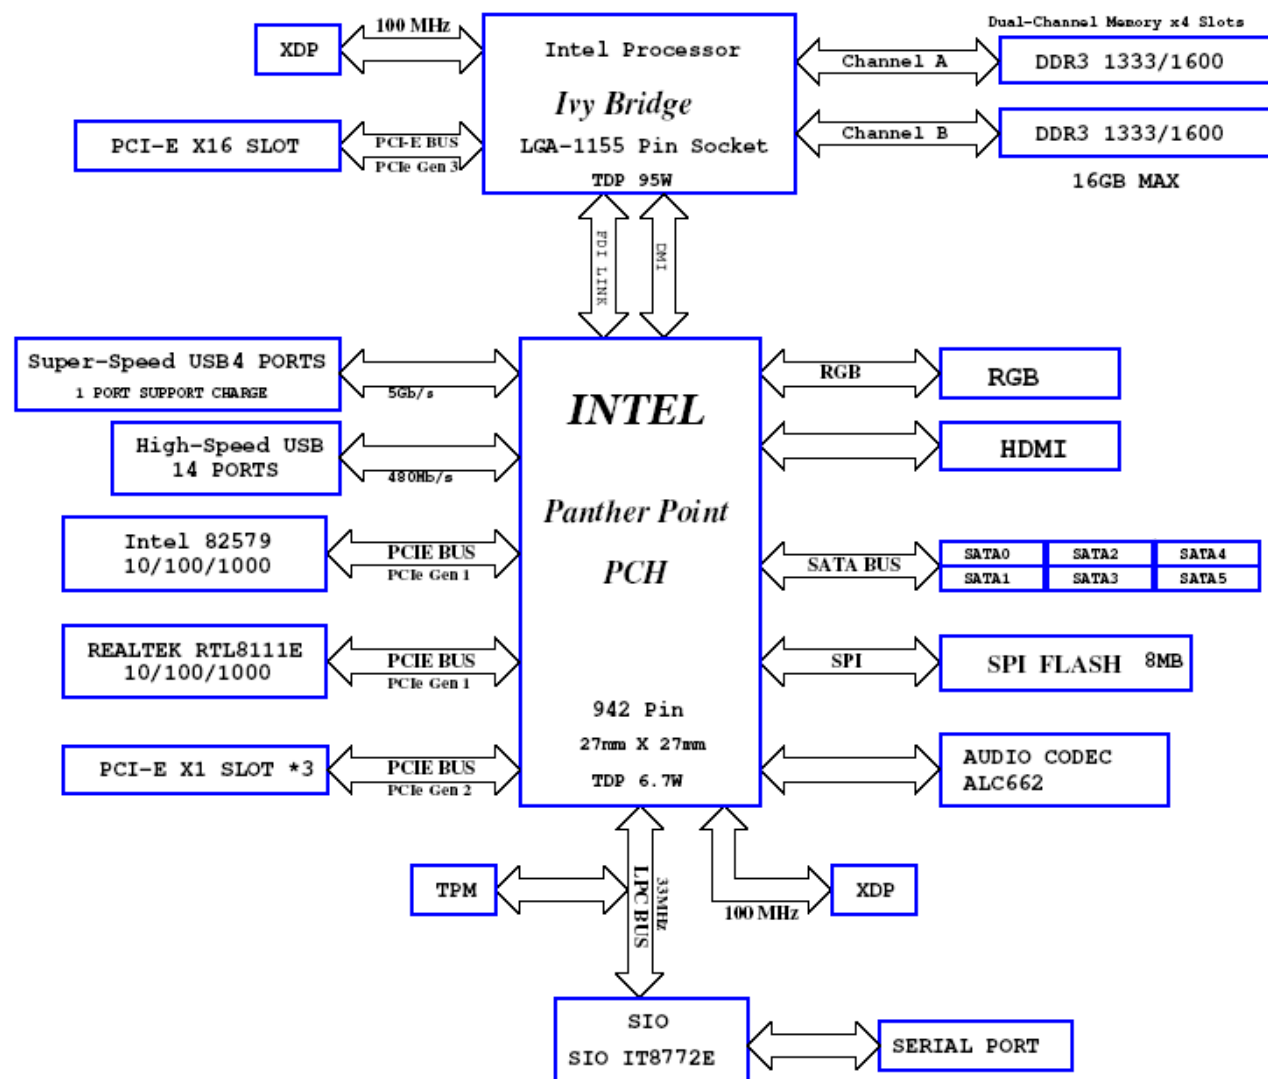 Dual-Channel Memory x4 Slots
XDP
100 MHz
Intel Processor
Ivy Bridge
LGA-1155 Pin Socket
TDP 95W
Channel A
DDR3 1333/1600
PCI-E X16 SLOT
PCI-E BUS
PCIe Gen 3
Channel B
DDR3 1333/1600
16GB MAX
FDI LINK
DMI
Super-Speed USB4 PORTS
1 PORT SUPPORT CHARGE
5Gb/s
High-Speed USB
14 PORTS
480Mb/s
Intel 82579
10/100/1000
PCIE BUS
PCIe Gen 1
REALTEK RTL8111E
10/100/1000
PCIE BUS
PCIe Gen 1
PCI-E X1 SLOT *3
PCIE BUS
PCIe Gen 2
INTEL
Panther Point
PCH
942 Pin
27mm X 27mm
TDP 6.7W
RGB
RGB
HDMI
SATA BUS
SATA0
SATA2
SATA4
SATA1
SATA3
SATA5
SPI
SPI FLASH 8MB
AUDIO CODEC
ALC662
TPM
LPC BUS
33MHz
100 MHz
XDP
SIO
SIO IT8772E
SERIAL PORT